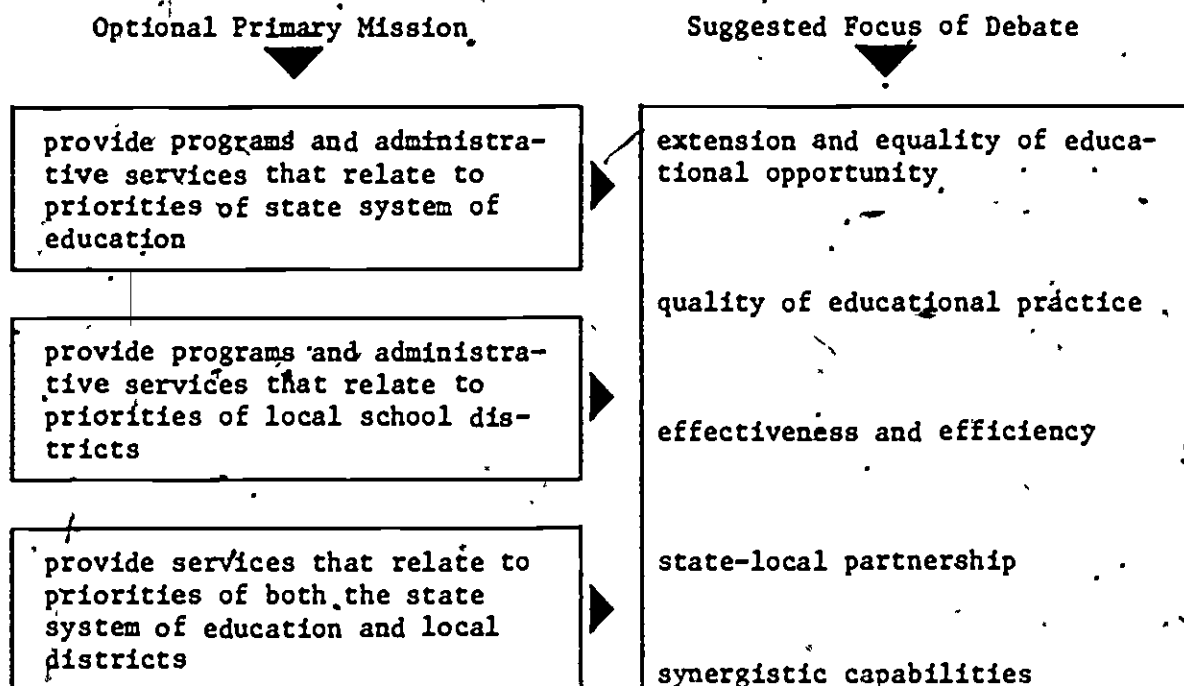 Optional Primary Mission
Suggested Focus of Debate
provide programs and administra-
tive services that relate to
priorities of state system of
education
provide programs and administra-
tive services that relate to
priorities of local school dis-
tricts
provide services that relate to
priorities of both the state
system of education and local
districts
extension and equality of educa-
tional opportunity
quality of educational practice
effectiveness and efficiency
state-local partnership
synergistic capabilities